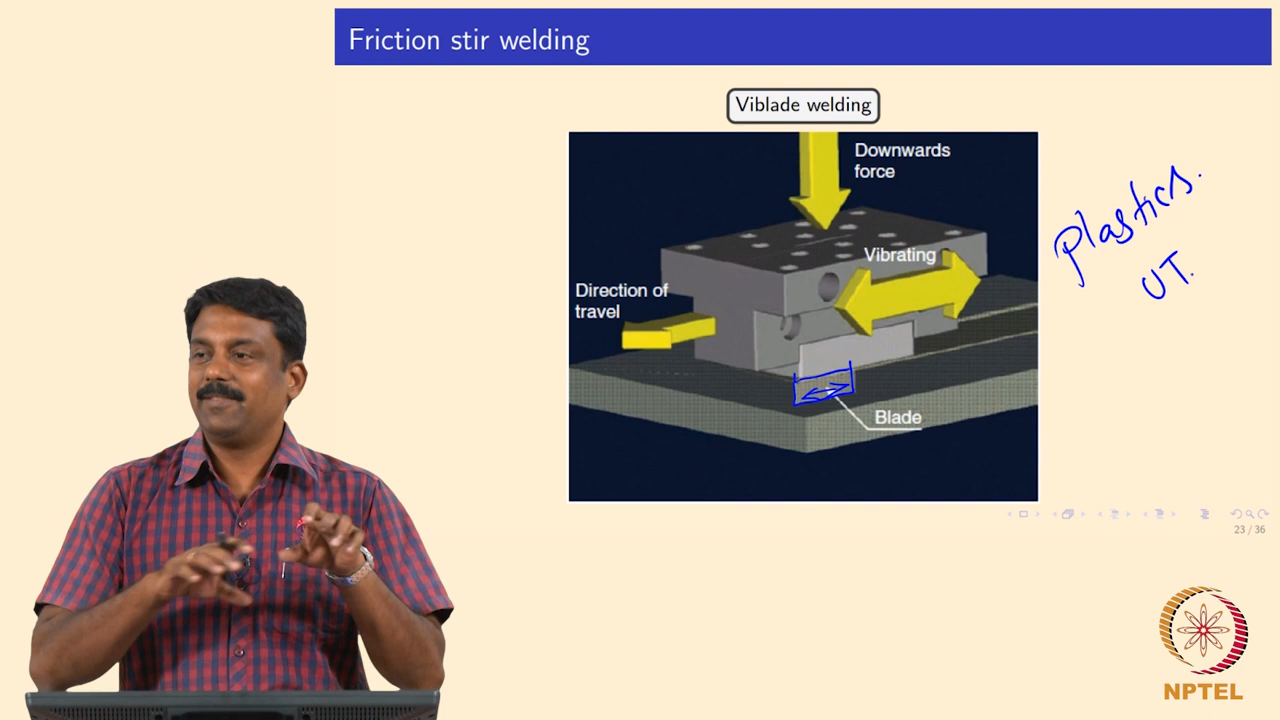 Friction stir welding
Viblade welding
Downwards
force
Vibrating
Direction of
travel
Blade
Plastics.
UT.
23 / 36
NPTEL